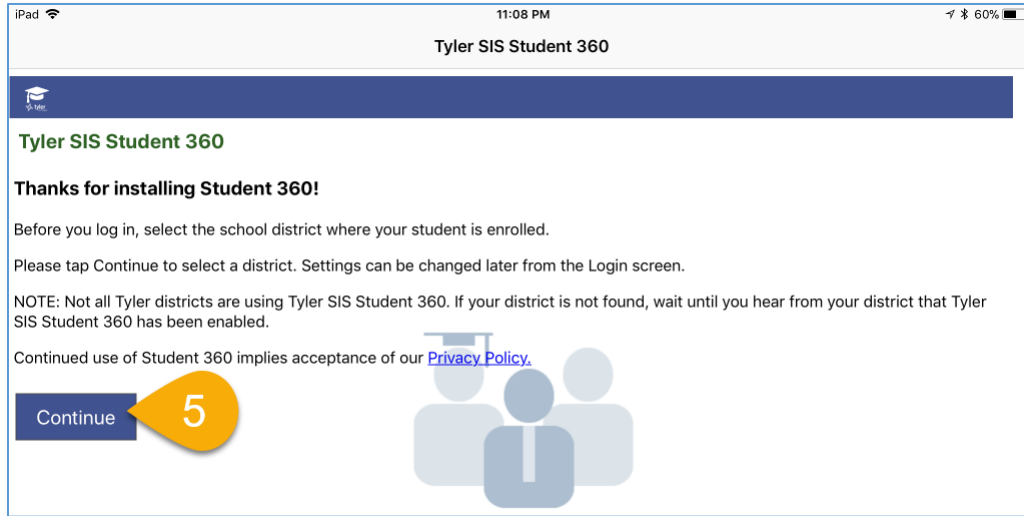 iPad 11:08 PM 60%
Tyler SIS Student 360
Tyler
Tyler SIS Student 360
Thanks for installing Student 360!
Before you log in, select the school district where your student is enrolled.
Please tap Continue to select a district. Settings can be changed later from the Login screen.
NOTE: Not all Tyler districts are using Tyler SIS Student 360. If your district is not found, wait until you hear from your district that Tyler
SIS Student 360 has been enabled.
Continued use of Student 360 implies acceptance of our Privacy Policy.
Continue 5